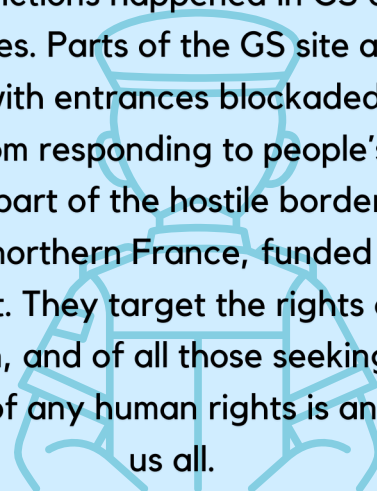 happened in GS
es. Parts of the GS site a
with entrances blockaded
om responding to people's
part of the hostile border
northern France, funded
t. They target the rights
, and of all those seeking
of any human rights is an
us all.